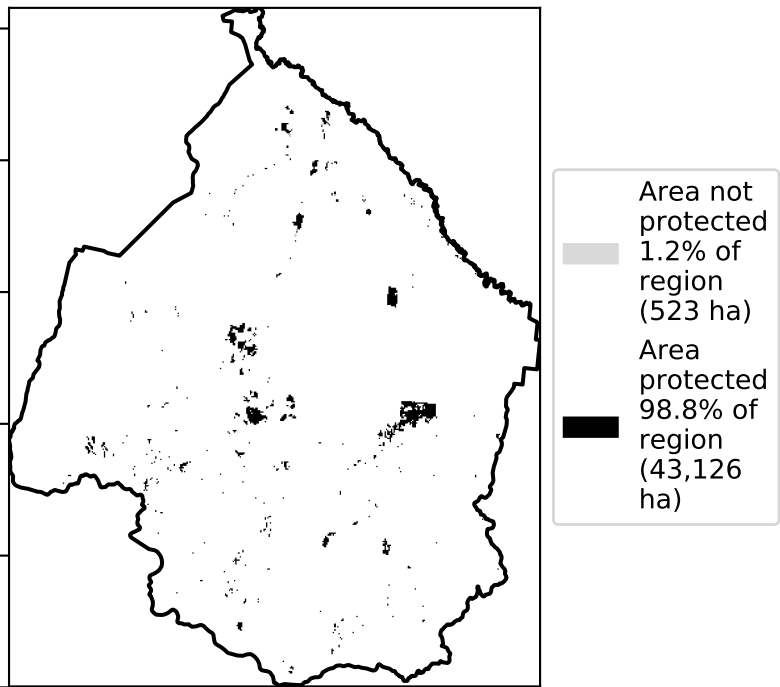 Area not
protected
1.2% of
region
(523 ha)
Area
protected
98.8% of
region
(43,126
ha)